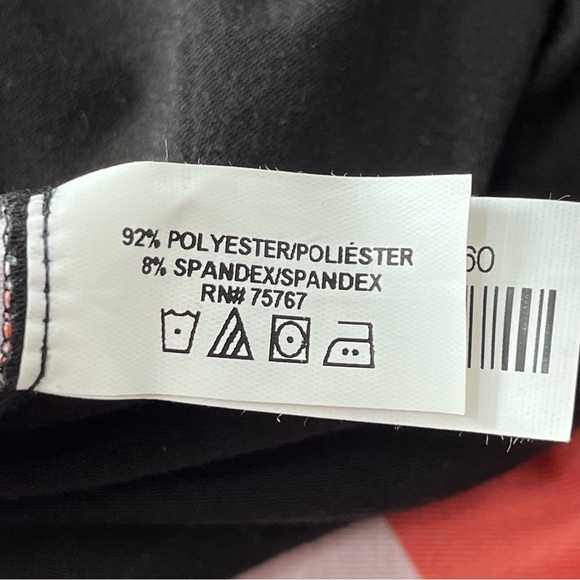 92% POLYESTER/POLIÉSTER
8% SPANDEX/SPANDEX
RN# 75767
60